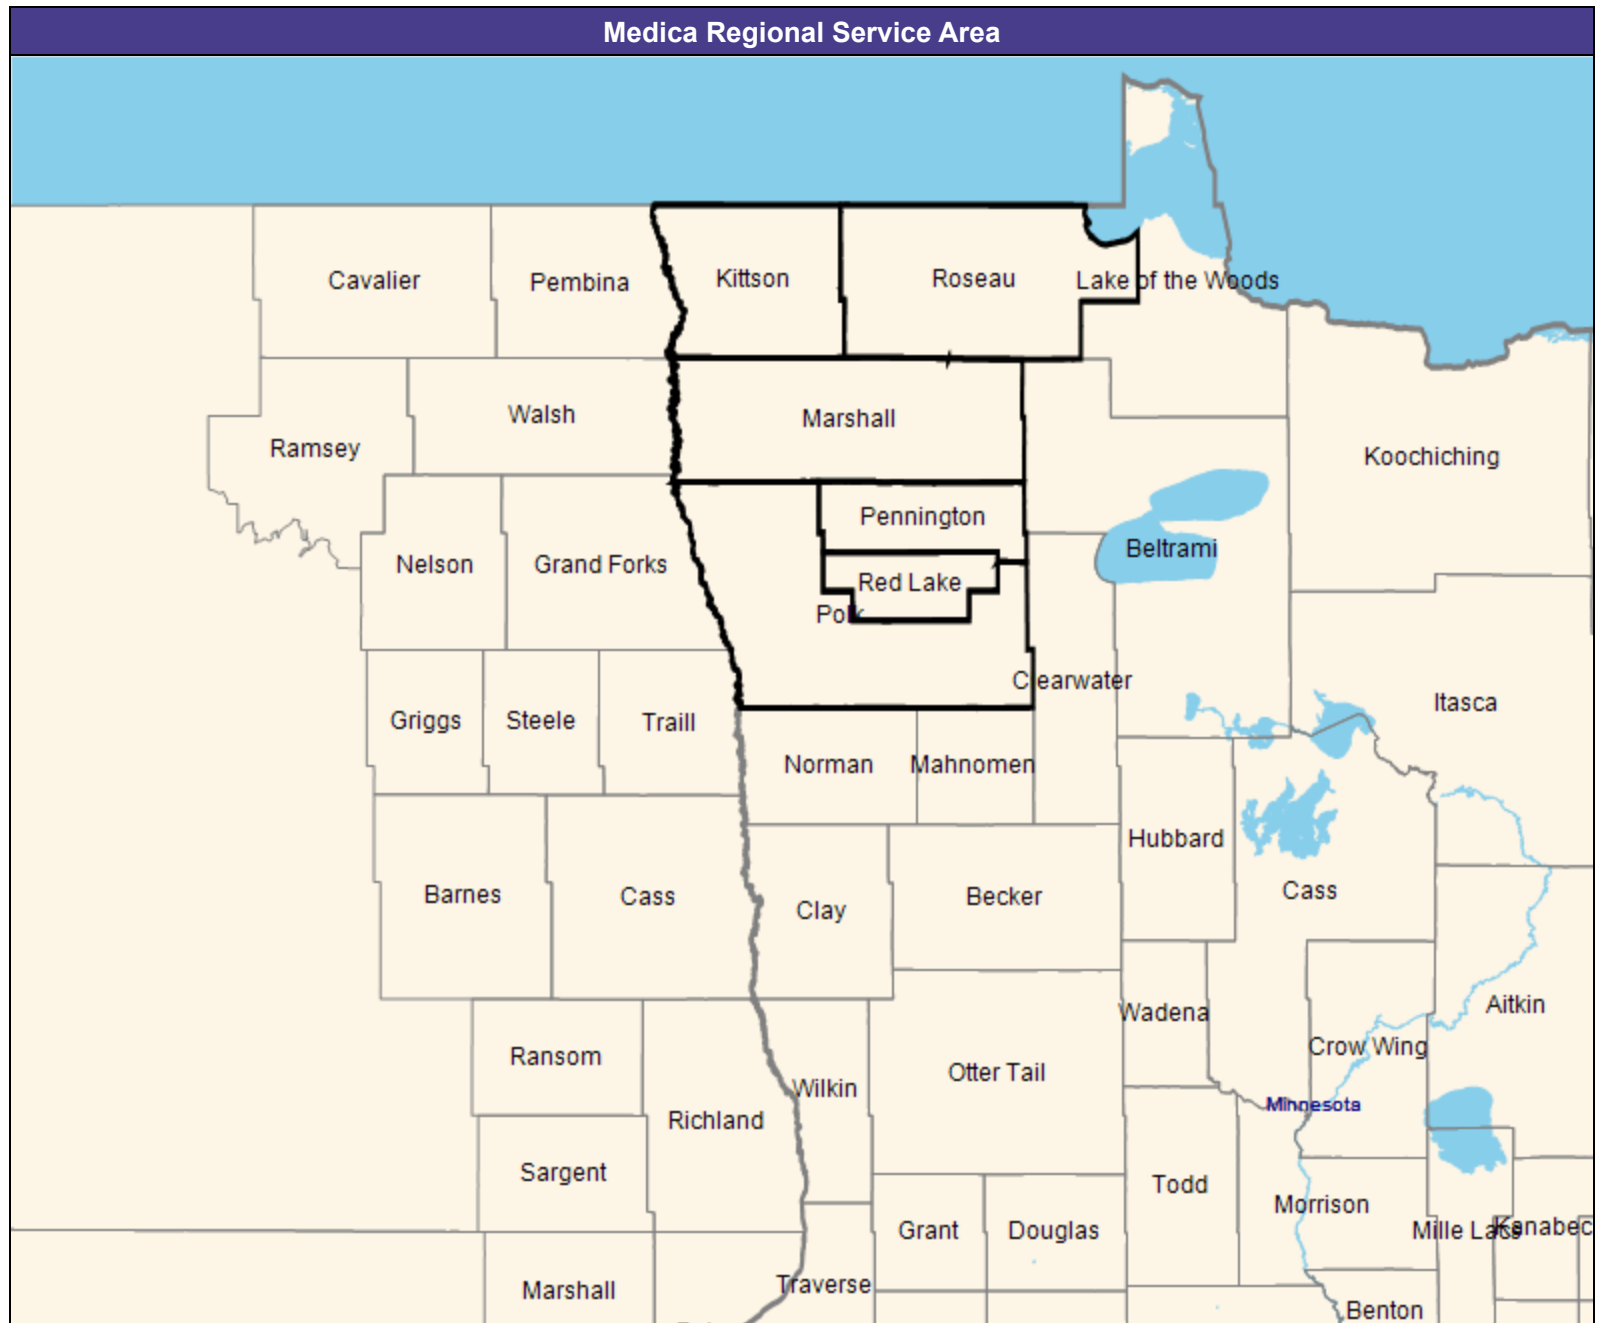 Medica Regional Service Area
Cavalier
Pembina
Kittson
Roseau
Lake of the Woods
Walsh
Marshall
Ramsey
Koochiching
Pennington
Beltrami
Nelson
Grand Forks
Red Lake
Polk
Clearwater
Itasca
Griggs
Steele
Traill
Norman
Mahnomen
Hubbard
Barnes
Cass
Clay
Becker
Cass
Wadena
Aitkin
Crow Wing
Ransom
Otter Tail
Wilkin
Minnesota
Richland
Sargent
Todd
Morrison
Grant
Douglas
Mille Lacs
Kanabec
Marshall
Traverse
Benton